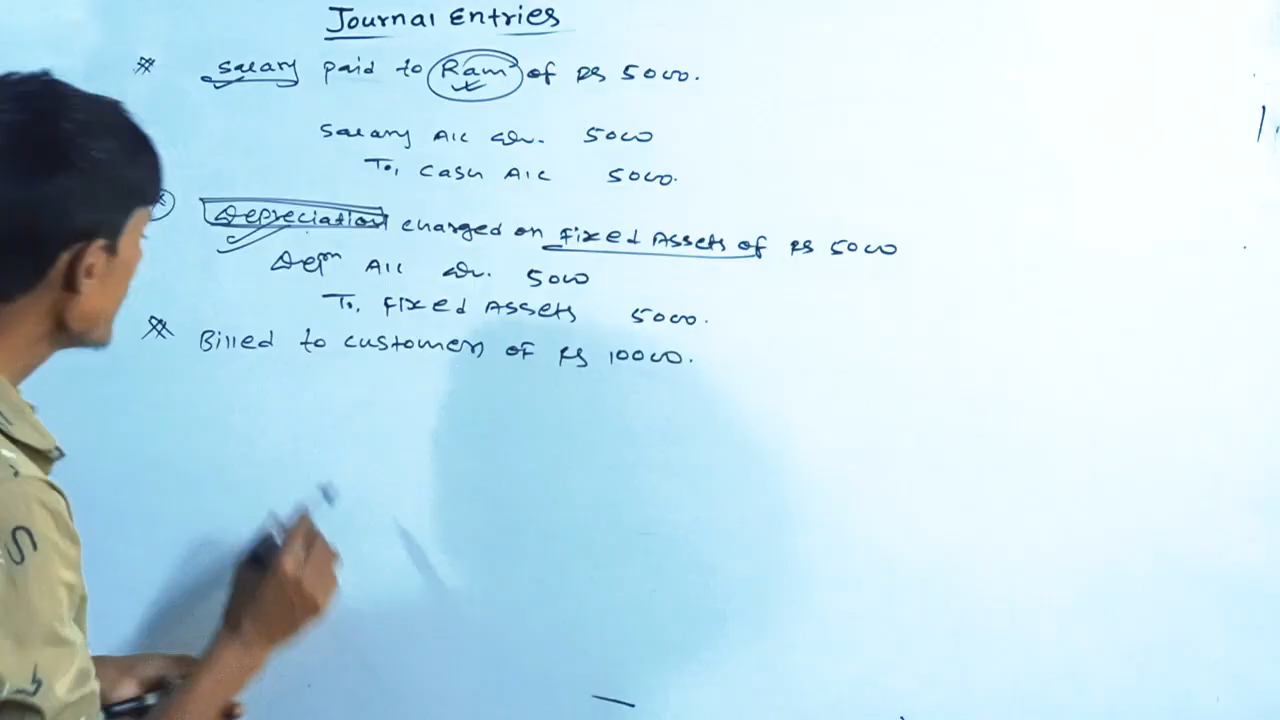 Journal Entries
* Salary paid to Ram of Rs 5000.
Salary A/c Dr. 5000
To, Cash A/c 5000.
* Depreciation charged on Fixed Assets of Rs 5000
Depn A/c Dr. 5000
To, Fixed Assets 5000.
* Billed to customers of Rs 10000.